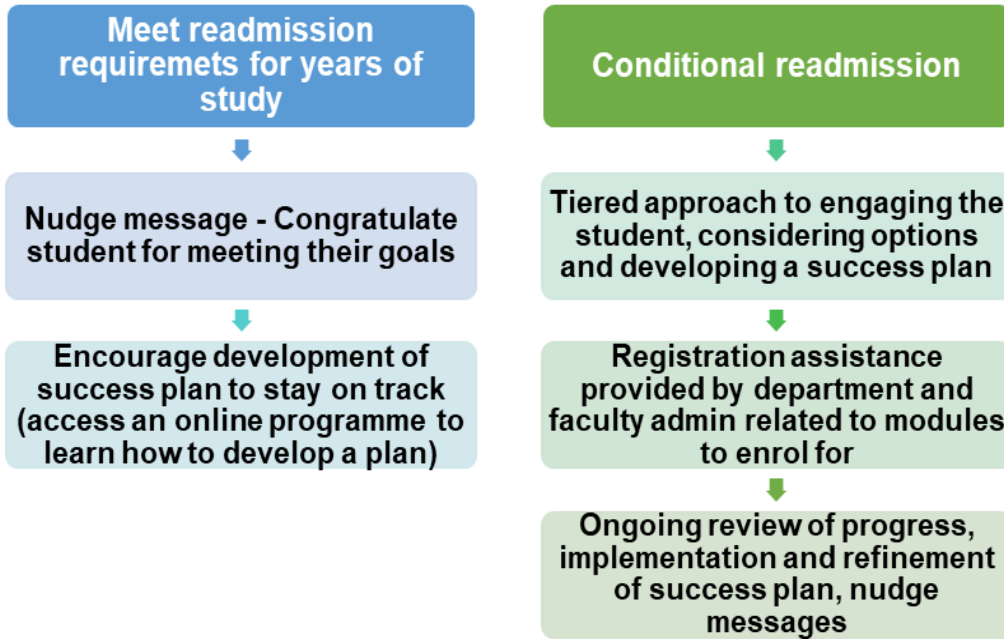 Meet readmission
requiremets for years of
study
Nudge message - Congratulate
student for meeting their goals
Encourage development of
success plan to stay on track
(access an online programme to
learn how to develop a plan)
Conditional readmission
Tiered approach to engaging the
student, considering options
and developing a success plan
Registration assistance
provided by department and
faculty admin related to modules
to enrol for
Ongoing review of progress,
implementation and refinement
of success plan, nudge
messages